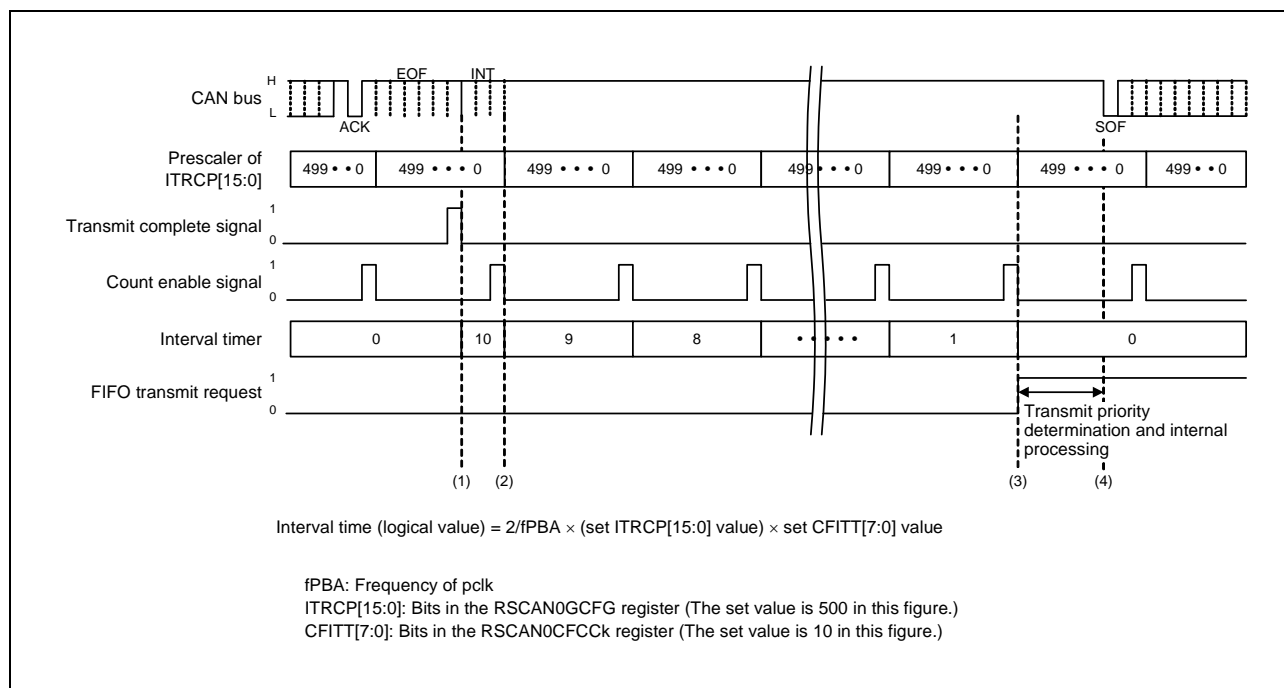 EOF INT
H
CAN bus
L
ACK SOF
Prescaler of
ITRCP[15:0]
499 • • 0 499 • • • 0 499 • • • 0 499 • • • 0 499 • • • 0 499 • • • 0 499 • • • 0 499 • • 0
Transmit complete signal
1
0
Count enable signal
1
0
Interval timer
0 10 9 8 • • • • • 1 0
FIFO transmit request
1
0
Transmit priority
determination and internal
processing
(1) (2) (3) (4)
Interval time (logical value) = 2/fPBA × (set ITRCP[15:0] value) × set CFITT[7:0] value
fPBA: Frequency of pclk
ITRCP[15:0]: Bits in the RSCAN0GCFG register (The set value is 500 in this figure.)
CFITT[7:0]: Bits in the RSCAN0CFCCk register (The set value is 10 in this figure.)